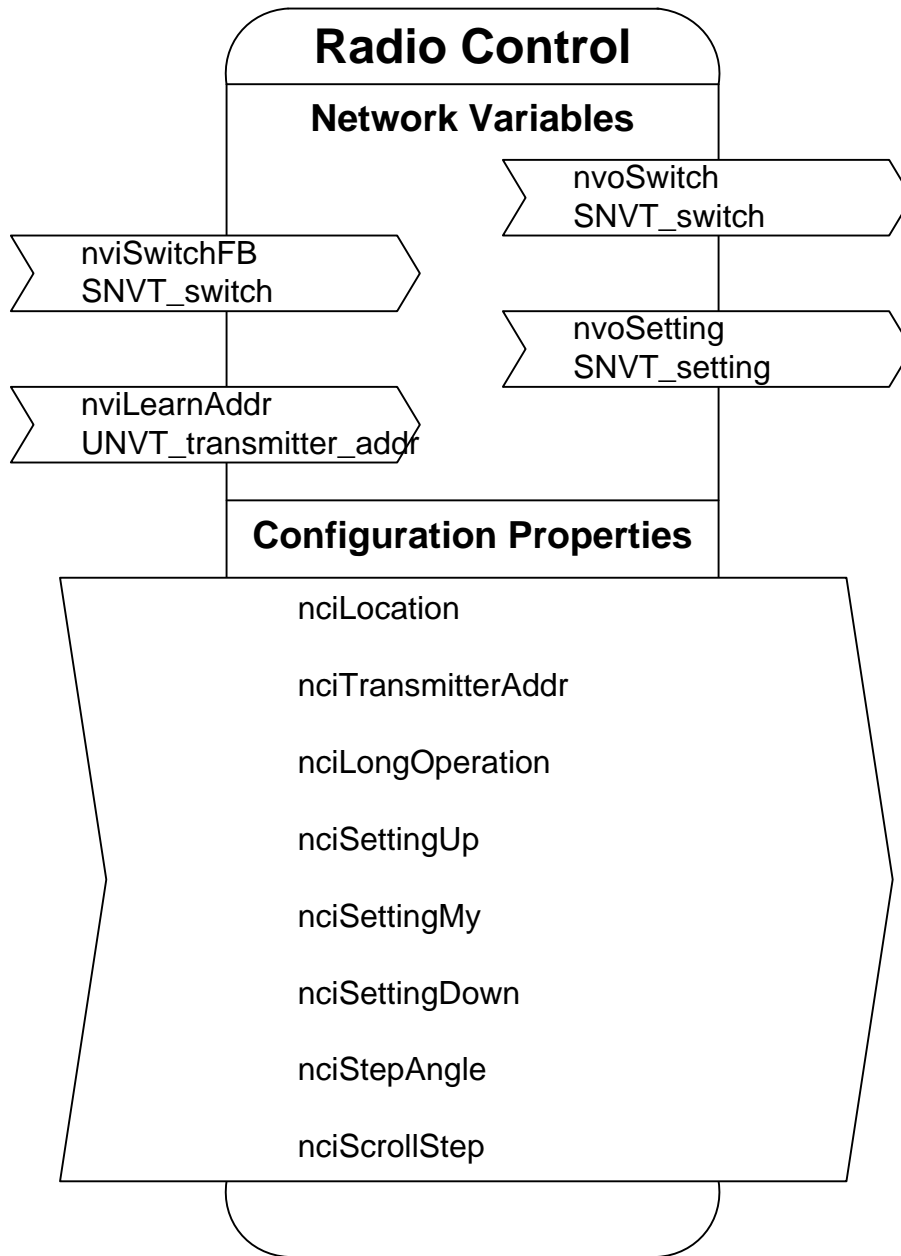 Radio Control
Network Variables
nvoSwitch
SNVT_switch
nviSwitchFB
SNVT_switch
nvoSetting
SNVT_setting
nviLearnAddr
UNVT_transmitter_addr
Configuration Properties
nciLocation
nciTransmitterAddr
nciLongOperation
nciSettingUp
nciSettingMy
nciSettingDown
nciStepAngle
nciScrollStep